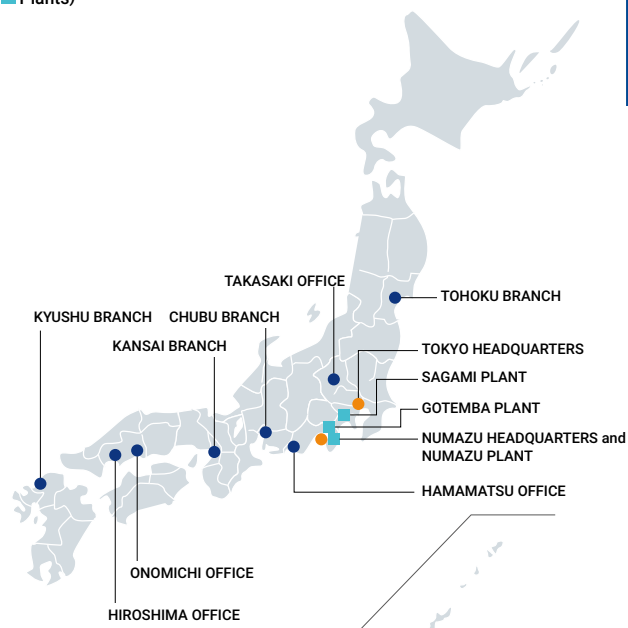 Plants)
TAKASAKI OFFICE
TOHOKU BRANCH
KYUSHU BRANCH
CHUBU BRANCH
KANSAI BRANCH
TOKYO HEADQUARTERS
SAGAMI PLANT
GOTEMBA PLANT
NUMAZU HEADQUARTERS and
NUMAZU PLANT
HAMAMATSU OFFICE
ONOMICHI OFFICE
HIROSHIMA OFFICE